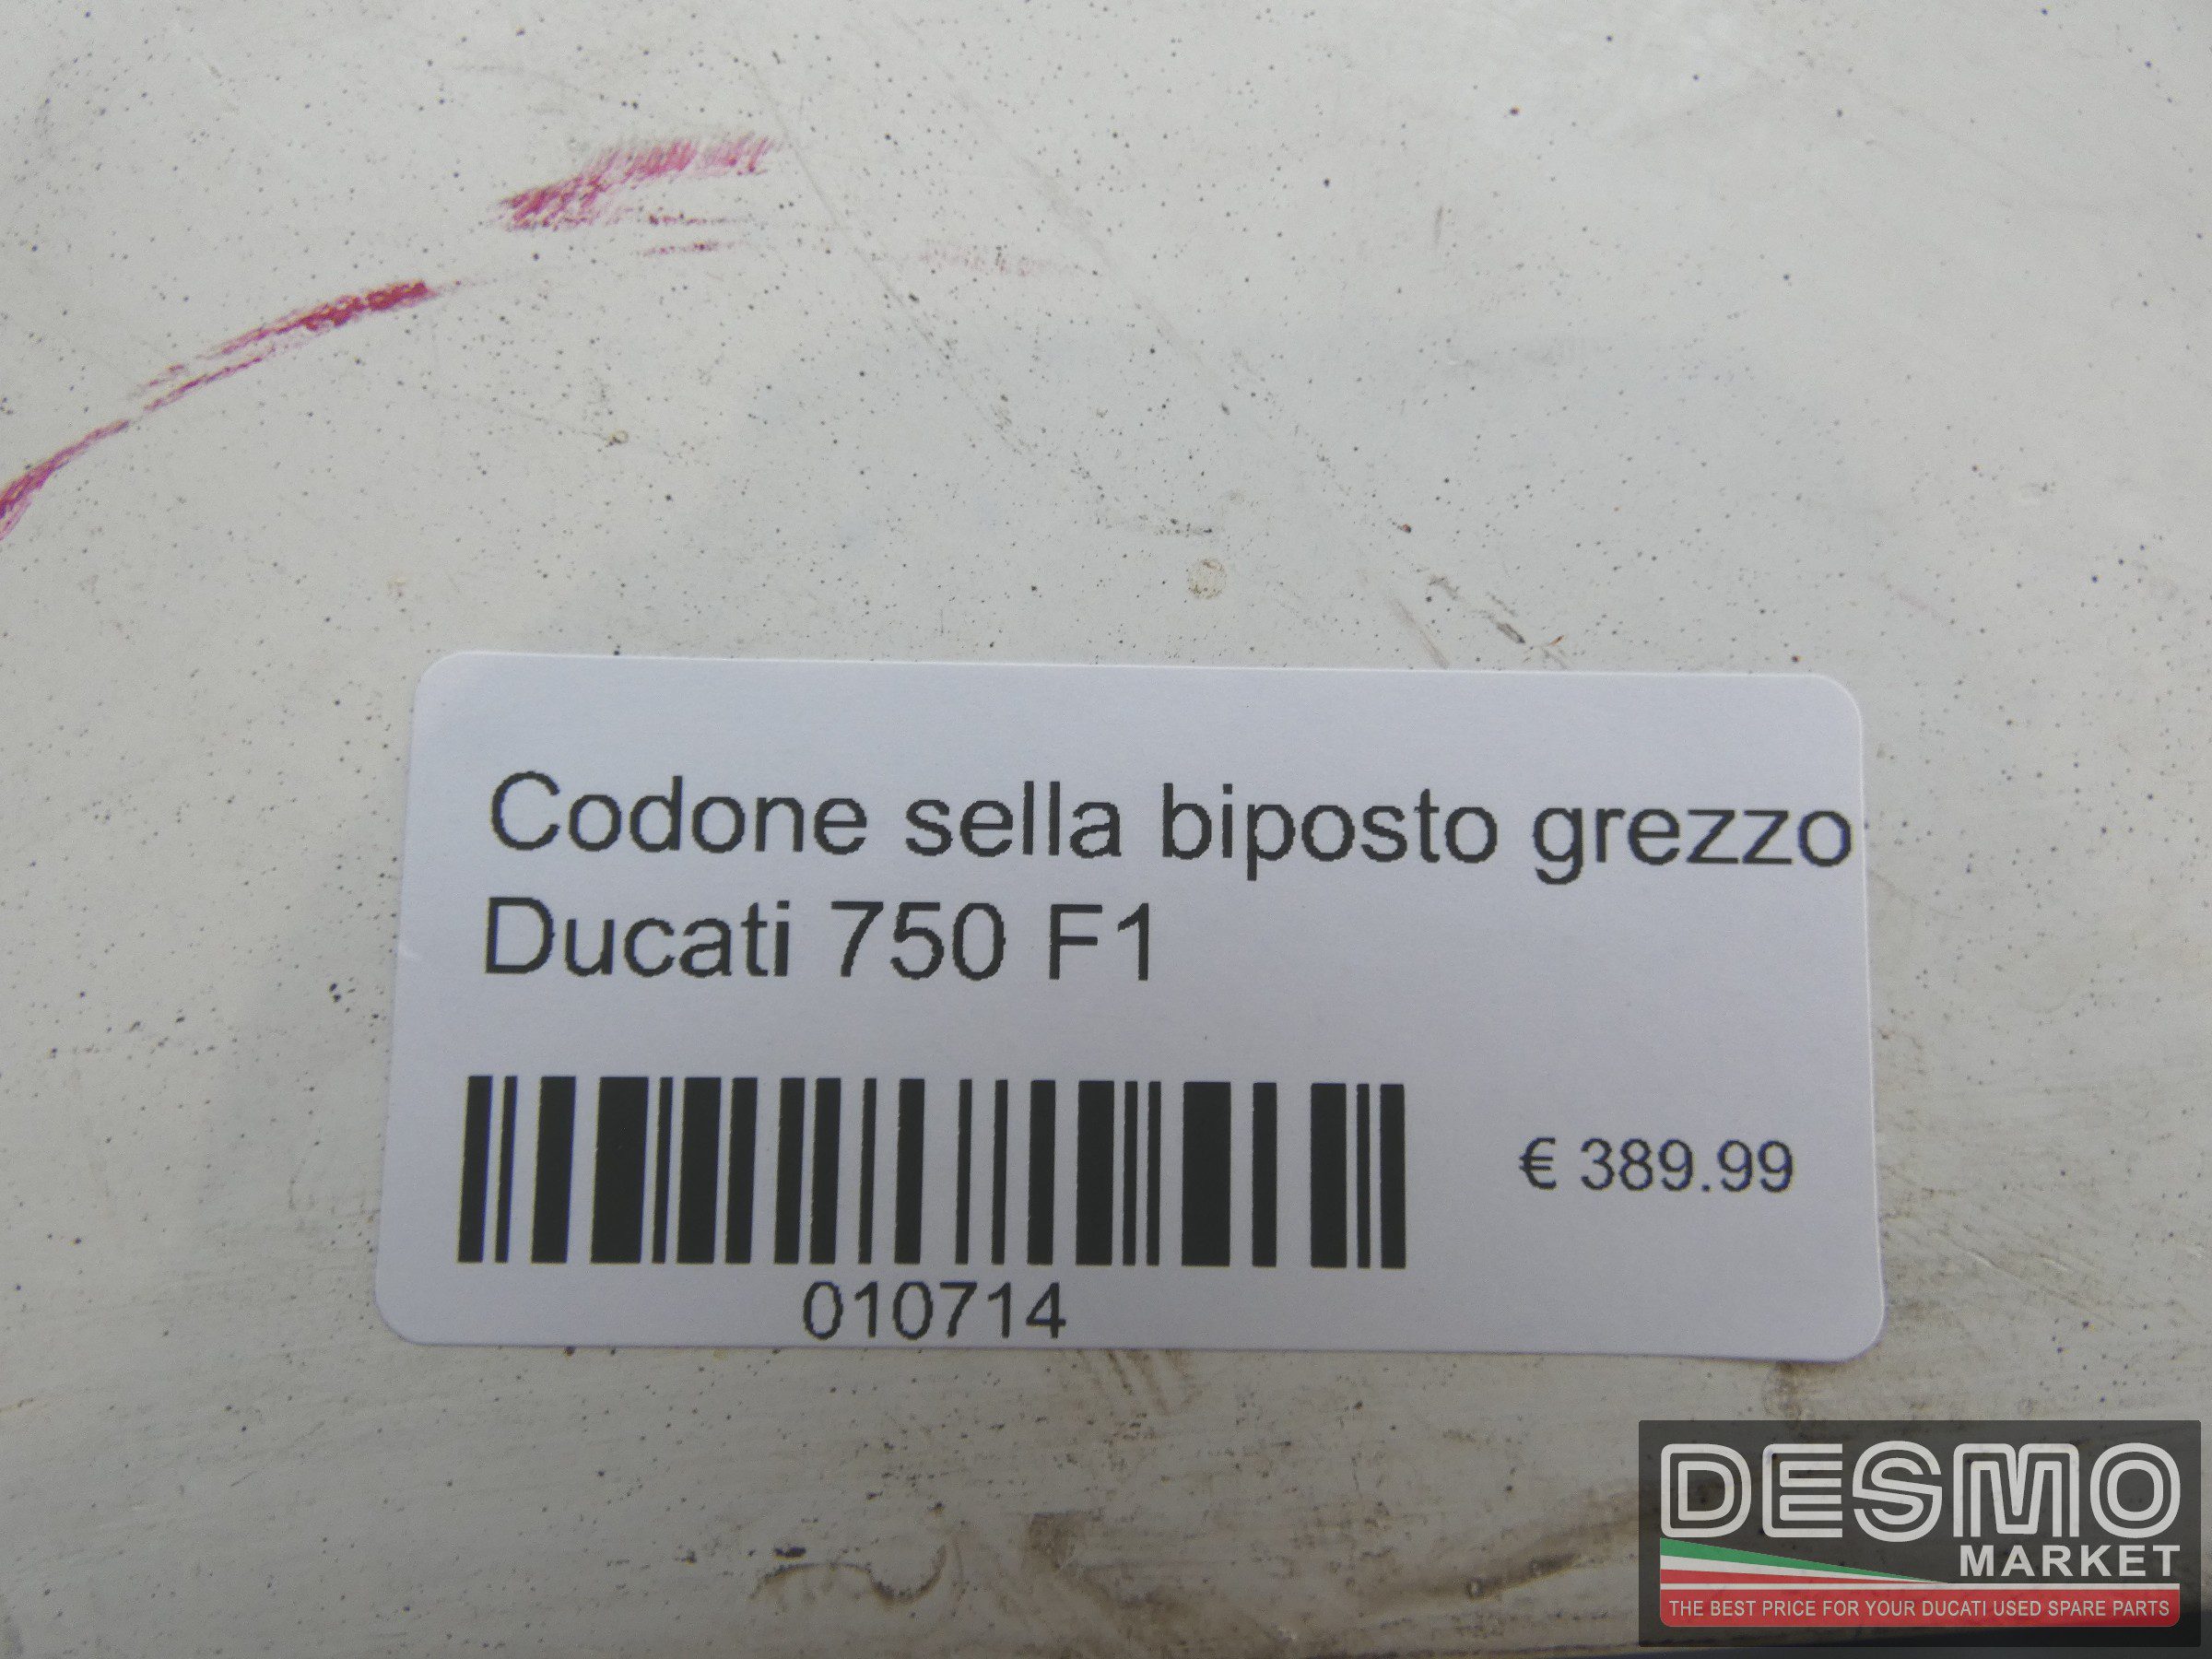 Codone sella biposto grezzo
Ducati 750 F1
€ 389.99
010714
DESMO
MARKET
THE BEST PRICE FOR YOUR DUCATI USED SPARE PARTS